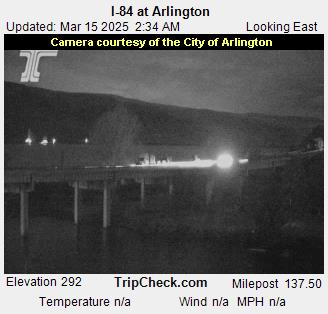 I-84 at Arlington
Updated: Mar 15 2025 2:34 AM Looking East
Camera courtesy of the City of Arlington
Elevation 292 TripCheck.com Milepost 137.50
Temperature n/a Wind n/a MPH n/a